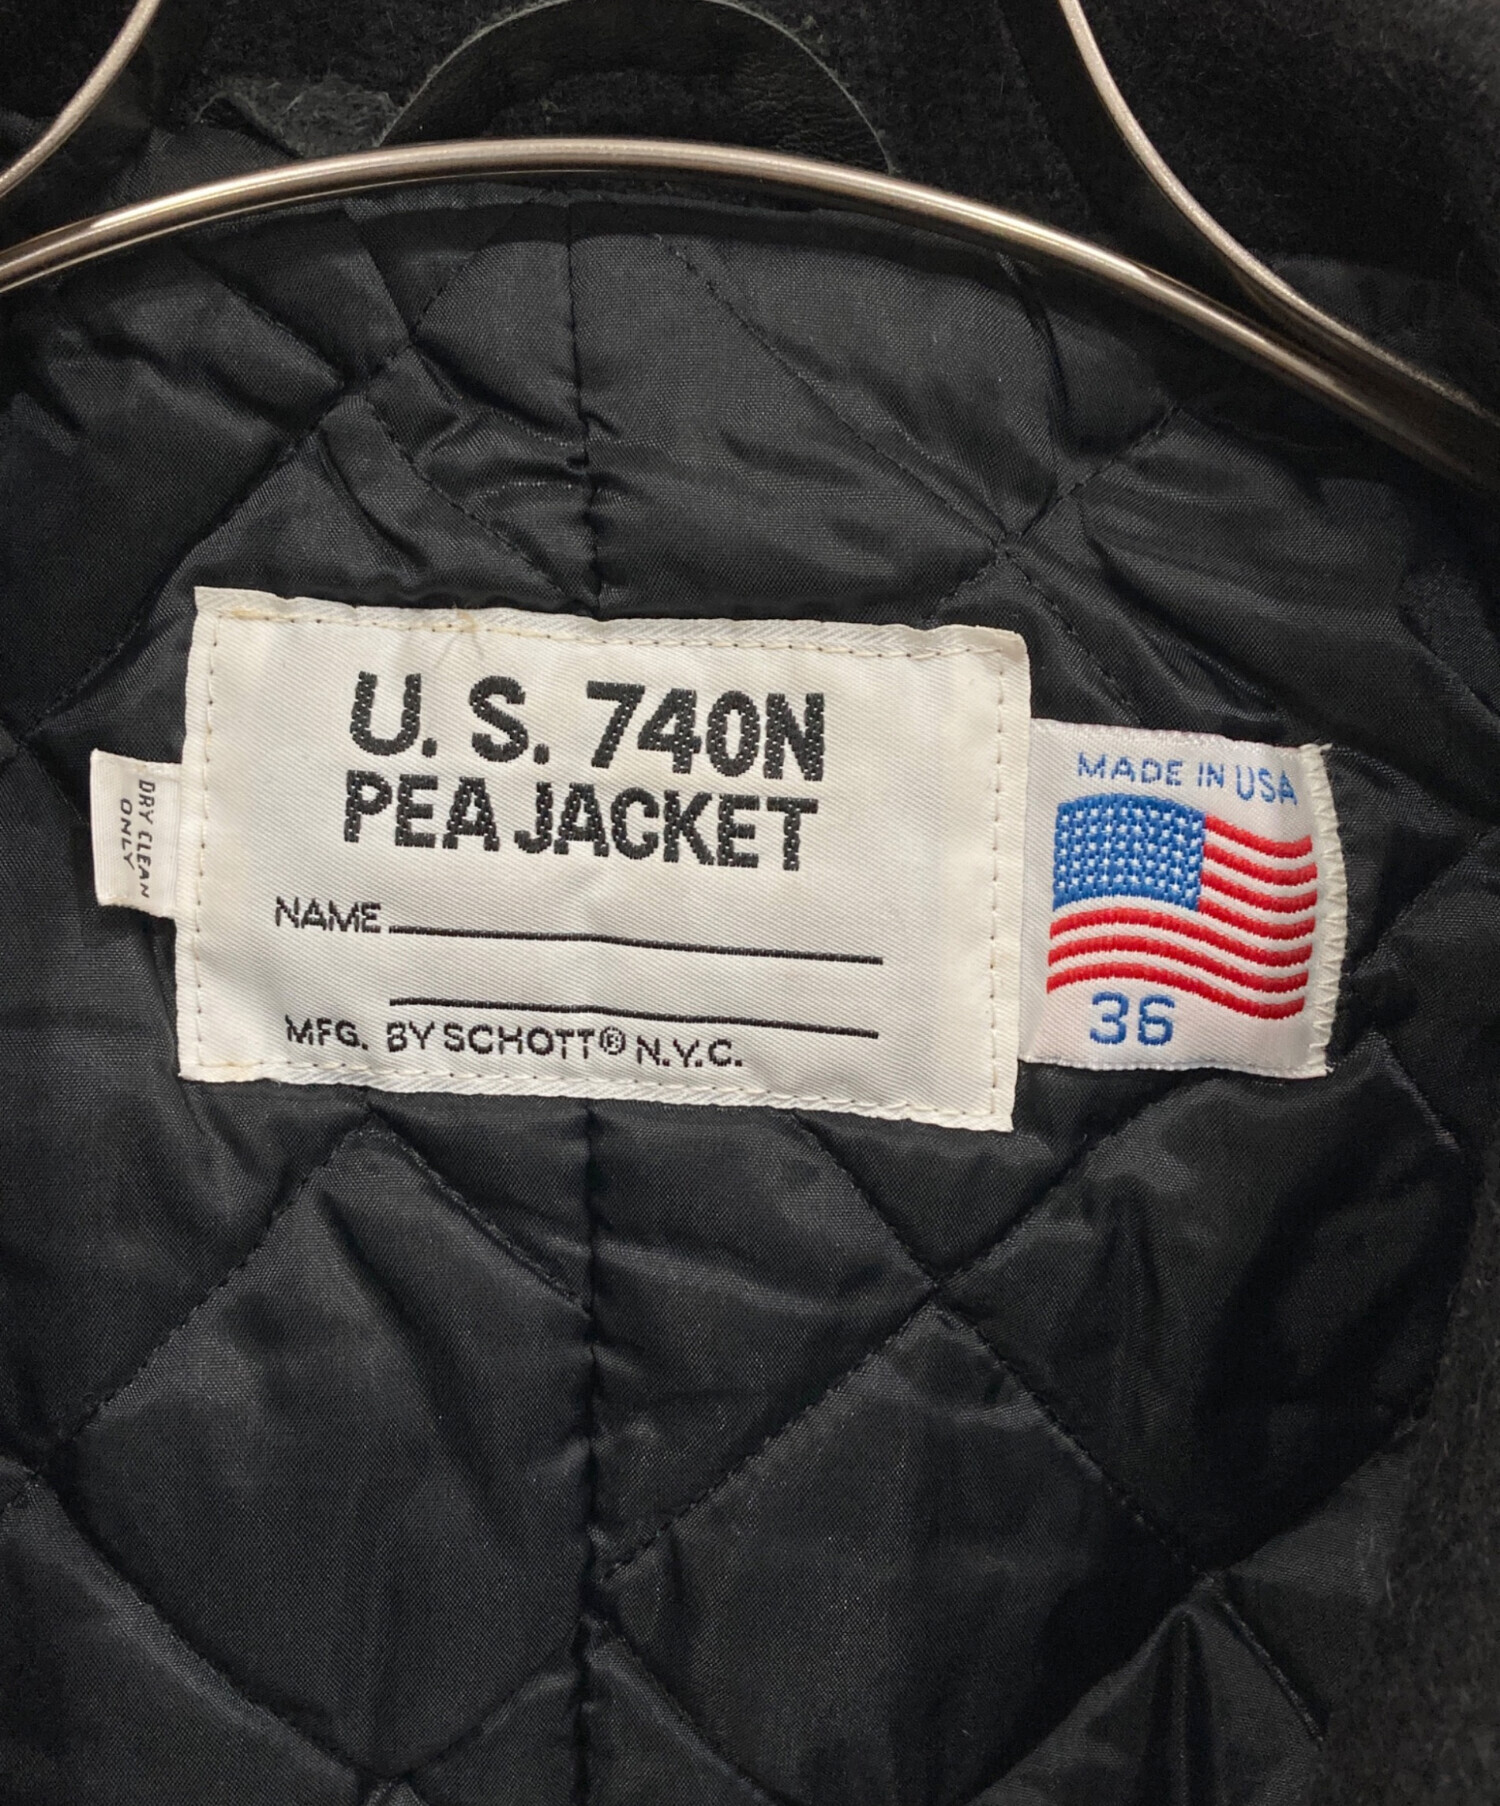 U. S. 740N
PEA JACKET
NAME
MFG. BY SCHOTT® N.Y.C.
DRY CLEAN
ONLY
MADE IN USA
36